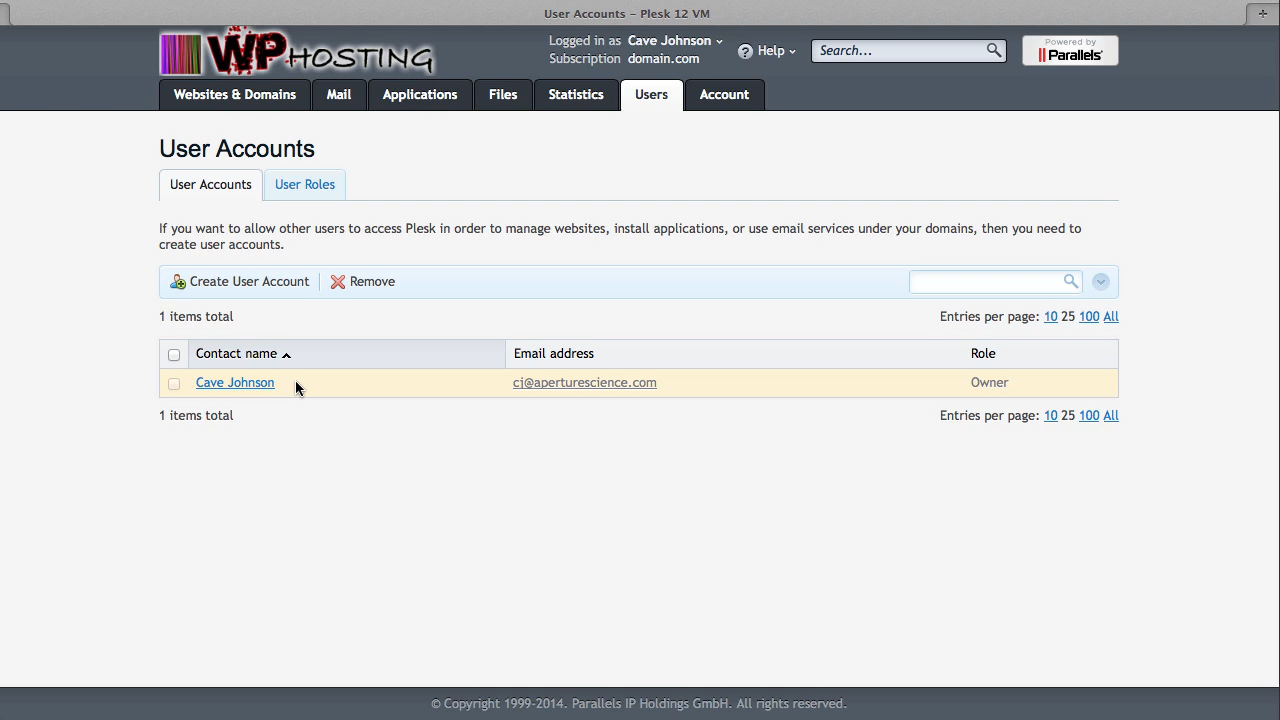 User Accounts – Plesk 12 VM
WP HOSTING
Logged in as Cave Johnson
Subscription domain.com
Help
Search...
Powered by
Parallels
Websites & Domains Mail Applications Files Statistics Users Account
User Accounts
User Accounts User Roles
If you want to allow other users to access Plesk in order to manage websites, install applications, or use email services under your domains, then you need to
create user accounts.
Create User Account Remove
1 items total Entries per page: 10 25 100 All
Contact name Email address Role
Cave Johnson cj@aperturescience.com Owner
1 items total Entries per page: 10 25 100 All
© Copyright 1999-2014. Parallels IP Holdings GmbH. All rights reserved.